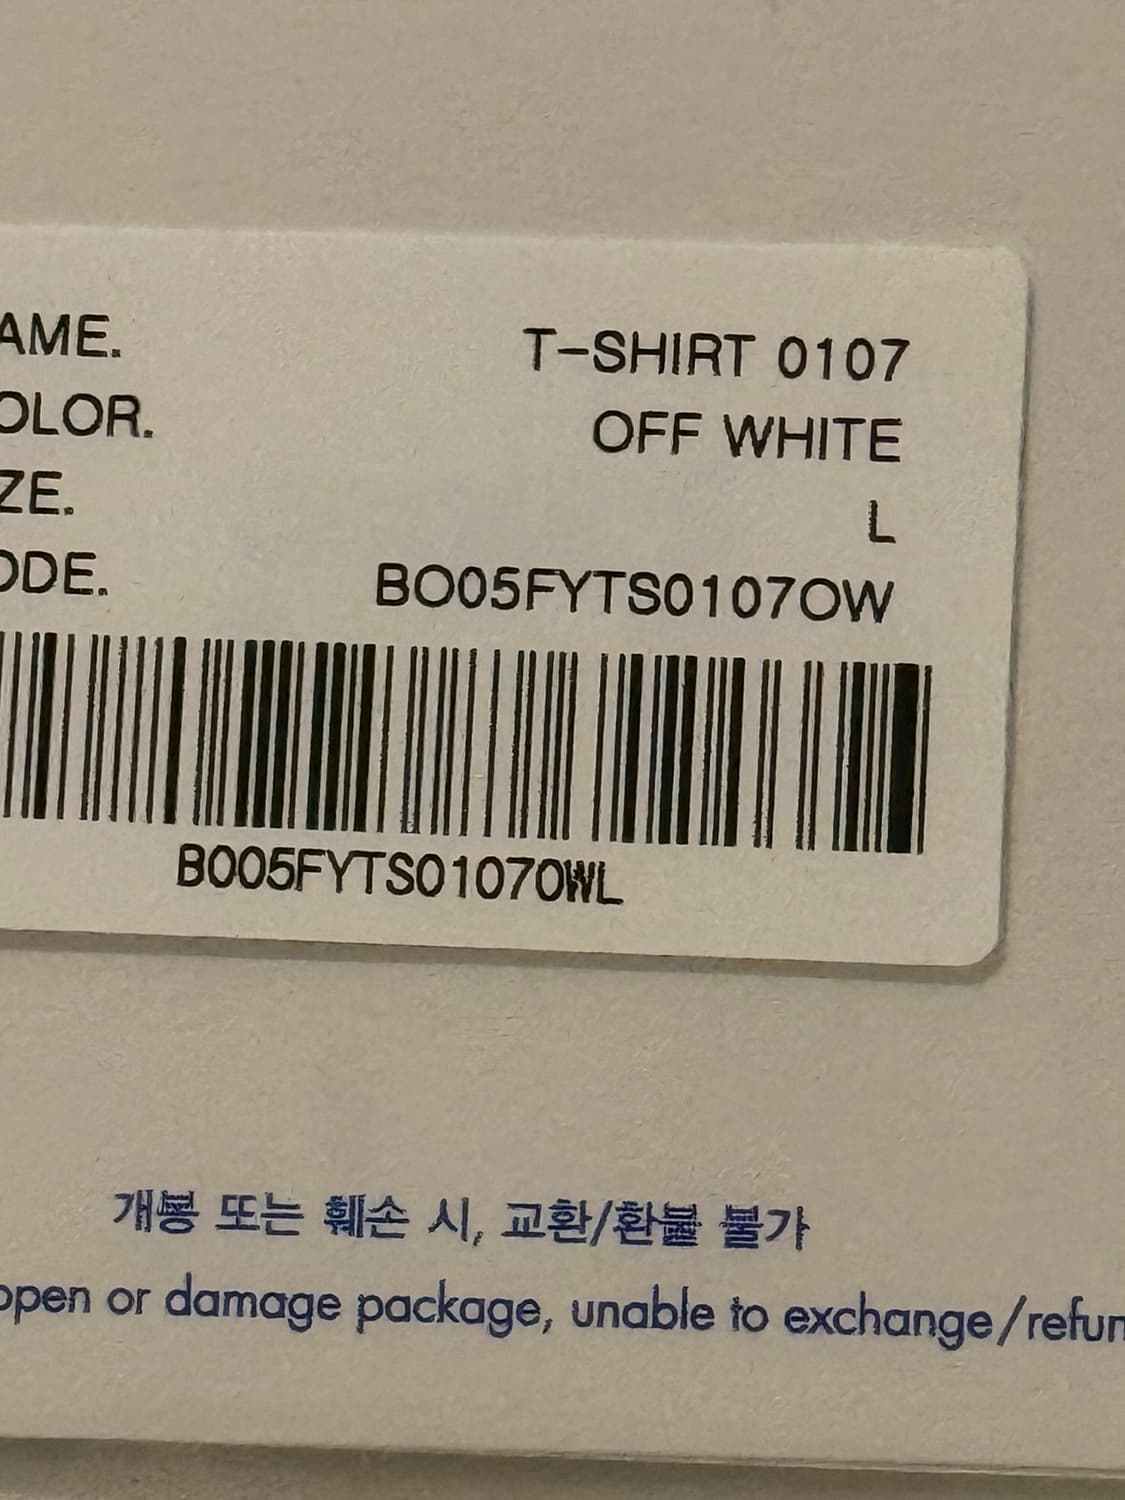 AME. T-SHIRT 0107
OLOR. OFF WHITE
ZE. L
ODE. BO05FYTS0107OW
BO05FYTS0107OWL
개봉 또는 훼손 시, 교환/환불 불가
open or damage package, unable to exchange/refun